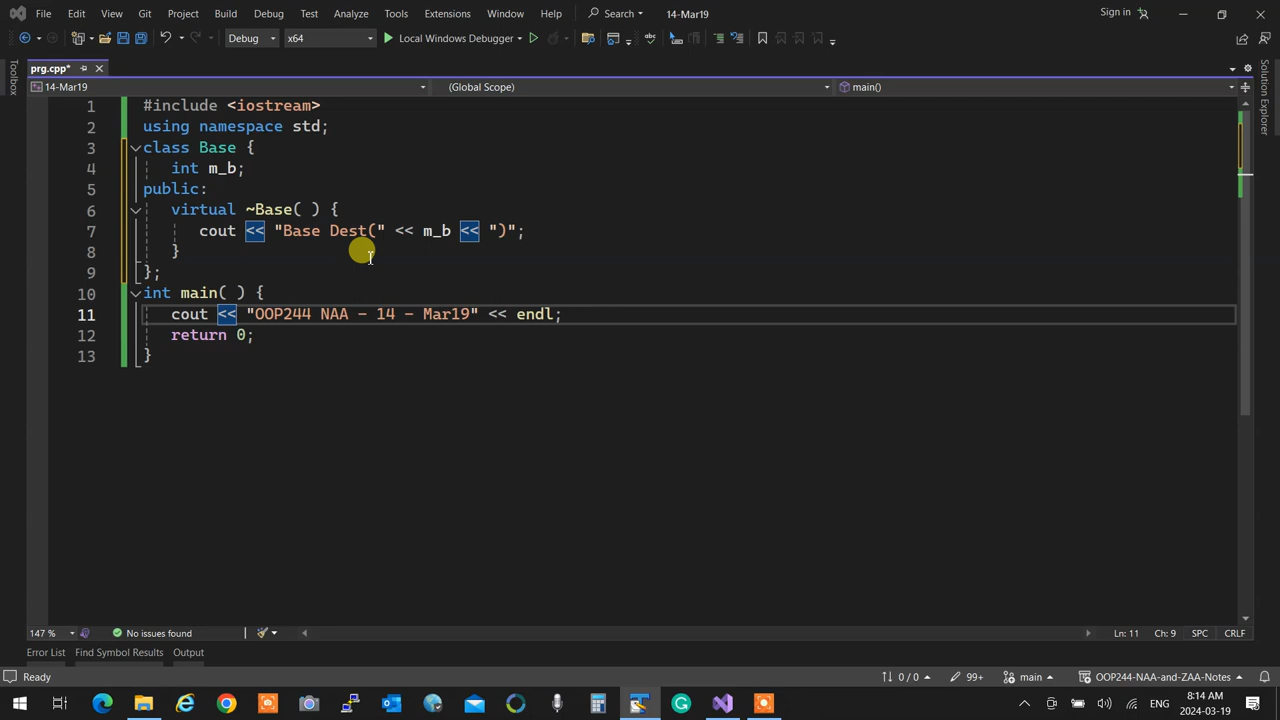 File Edit View Git Project Build Debug Test Analyze Tools Extensions Window Help Search 14-Mar19 Sign in
Debug x64 Local Windows Debugger
prg.cpp*
14-Mar19 (Global Scope) main()
Toolbox
Solution Explorer
1 #include <iostream>
2 using namespace std;
3 class Base {
4 int m_b;
5 public:
6 virtual ~Base( ) {
7 cout << "Base Dest(" << m_b << ")";
8 }
9 };
10 int main( ) {
11 cout << "OOP244 NAA - 14 - Mar19" << endl;
12 return 0;
13 }
147 % No issues found Ln: 11 Ch: 9 SPC CRLF
Error List Find Symbol Results Output
Ready 0 / 0 99+ main OOP244-NAA-and-ZAA-Notes
ENG 8:14 AM
2024-03-19